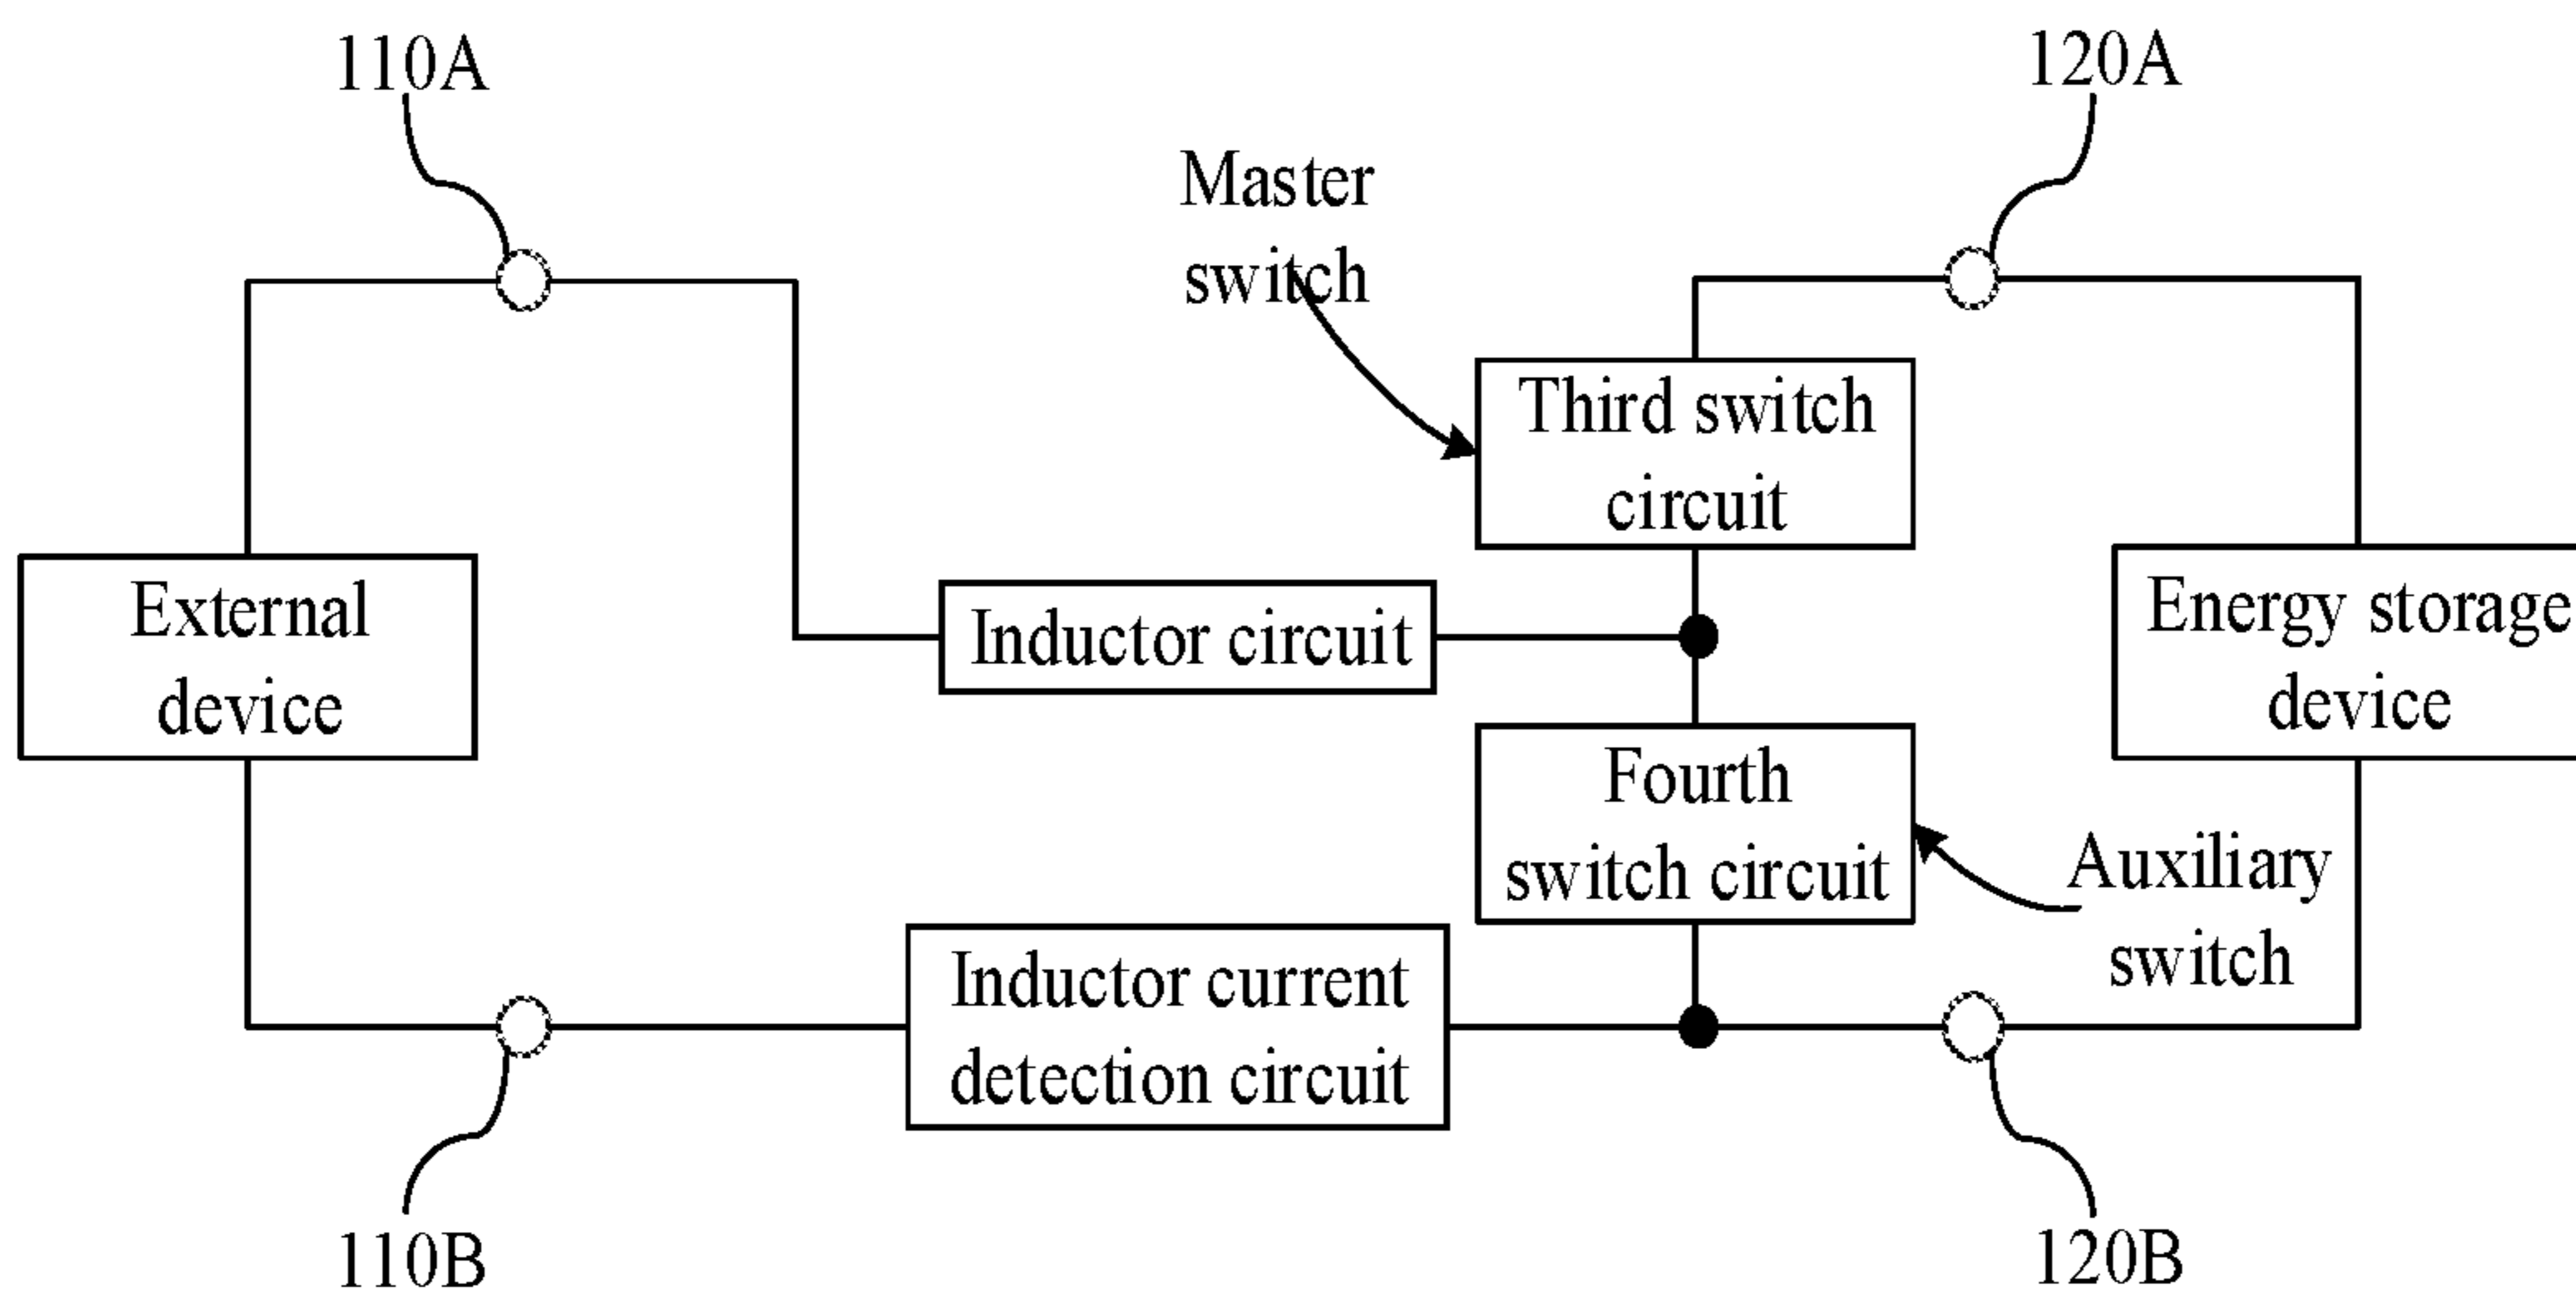 110A
120A
Master
switch
Third switch
circuit
External
device
Inductor circuit
Energy storage
device
Fourth
switch circuit
Auxiliary
switch
Inductor current
detection circuit
110B
120B